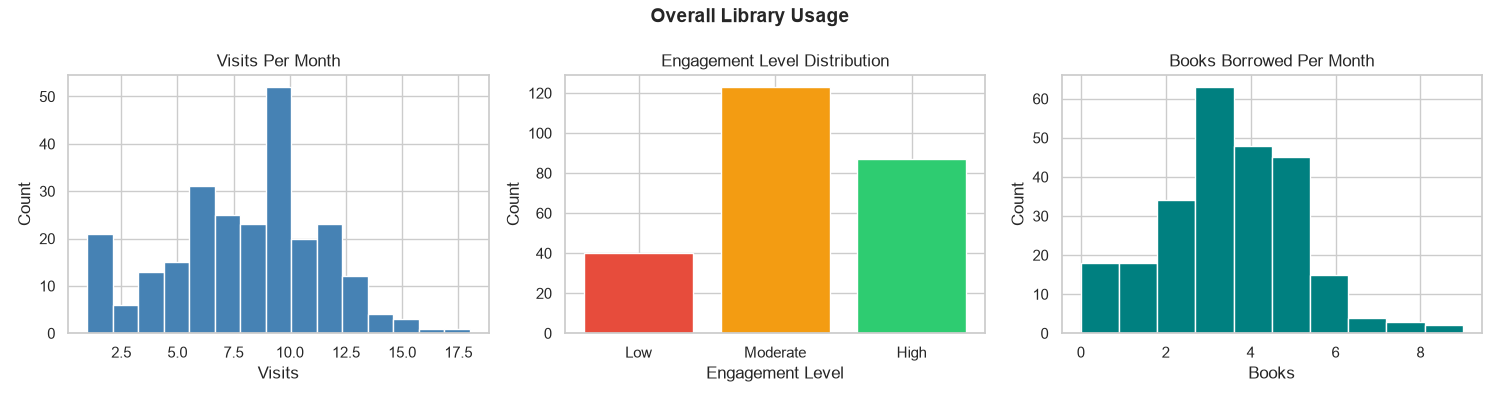 Overall Library Usage
Visits Per Month
50
40
30
20
10
0
Count
2.5 5.0 7.5 10.0 12.5 15.0 17.5
Visits
Engagement Level Distribution
120
100
80
60
40
20
0
Count
Low Moderate High
Engagement Level
Books Borrowed Per Month
60
50
40
30
20
10
0
Count
0 2 4 6 8
Books